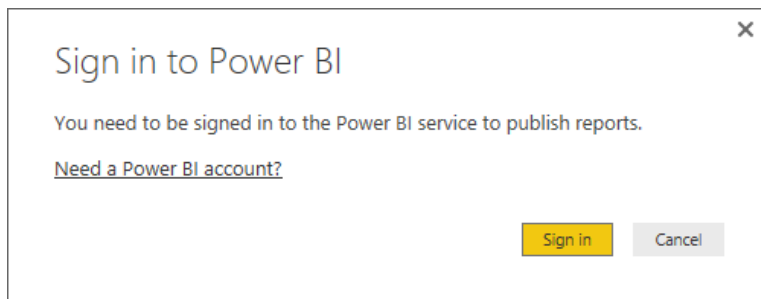 Sign in to Power BI
You need to be signed in to the Power BI service to publish reports.
Need a Power BI account?
Sign in Cancel